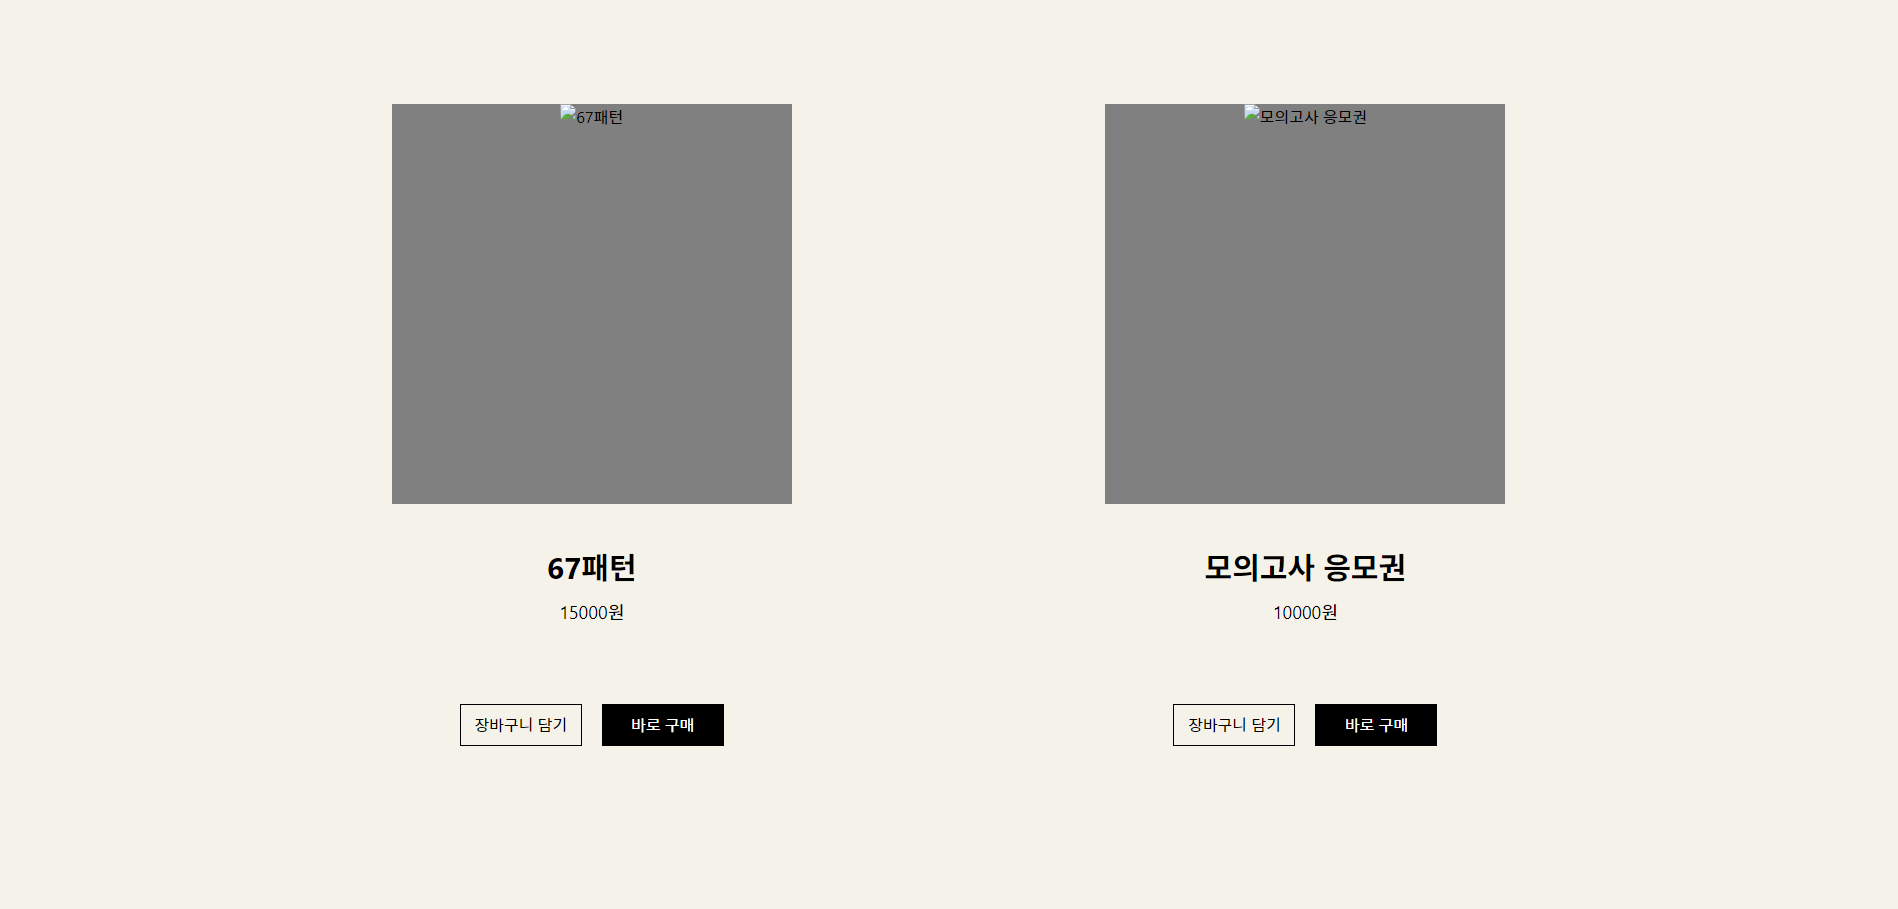 67패턴
모의고사 응모권
67패턴
모의고사 응모권
15000원
10000원
장바구니 담기
바로 구매
장바구니 담기
바로 구매